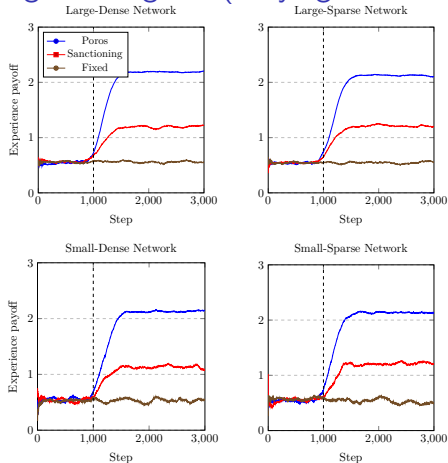 Large-Dense Network
Large-Sparse Network
3
2
1
0
Experience payoff
Poros
Sanctioning
Fixed
0
1,000
2,000
3,000
Step
3
2
1
0
0
1,000
2,000
3,000
Step
Small-Dense Network
Small-Sparse Network
3
2
1
0
Experience payoff
0
1,000
2,000
3,000
Step
3
2
1
0
0
1,000
2,000
3,000
Step